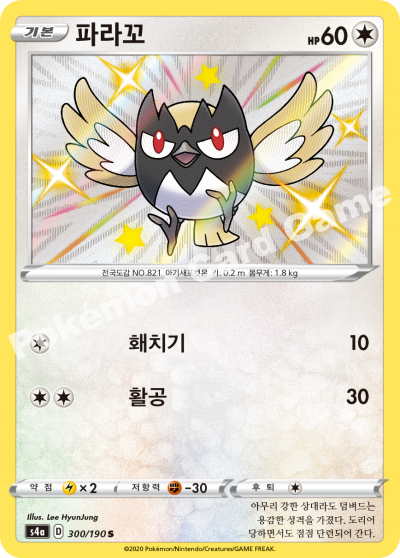 기본 파라꼬 HP 60
전국도감 NO.821 아기새포켓몬 키: 0.2 m 몸무게: 1.8 kg
Pokémon Card Game
홰치기 10
활공 30
약점 ×2 저항력 -30 후퇴
Illus. Lee HyunJung
s4a D 300/190 S
아무리 강한 상대라도 덤벼드는
용감한 성격을 가졌다. 도리어
당하면서도 점점 단련되어 간다.
©2020 Pokémon/Nintendo/Creatures/GAME FREAK.